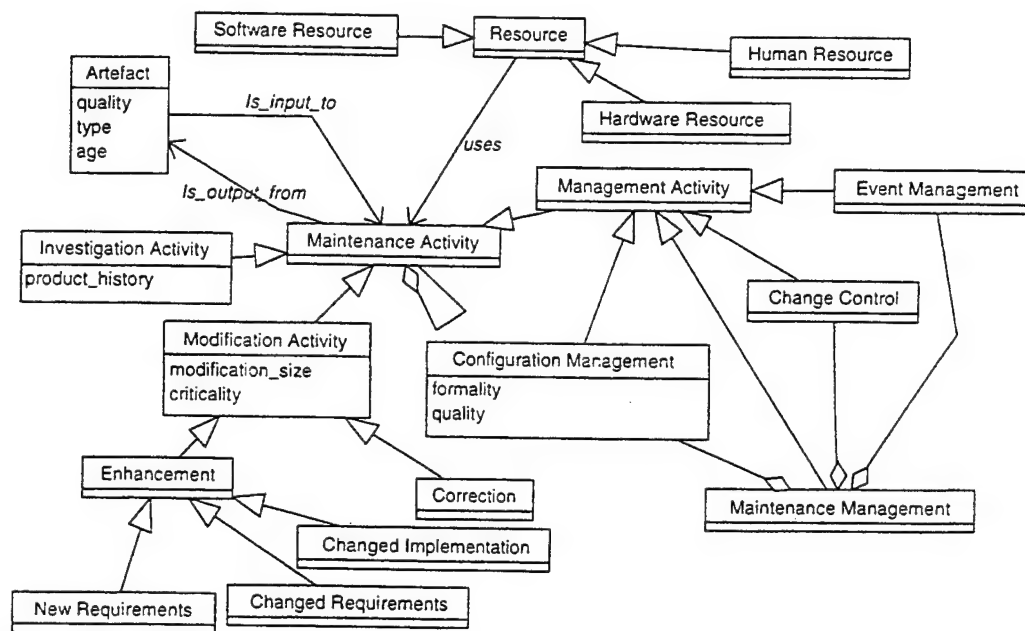 Software Resource
Resource
Human Resource
Hardware Resource
Artefact
quality
type
age
Is_input_to
Is_output_from
uses
Management Activity
Event Management
Maintenance Activity
Investigation Activity
product_history
Change Control
Modification Activity
modification_size
criticality
Configuration Management
formality
quality
Enhancement
Correction
Maintenance Management
Changed Implementation
New Requirements
Changed Requirements